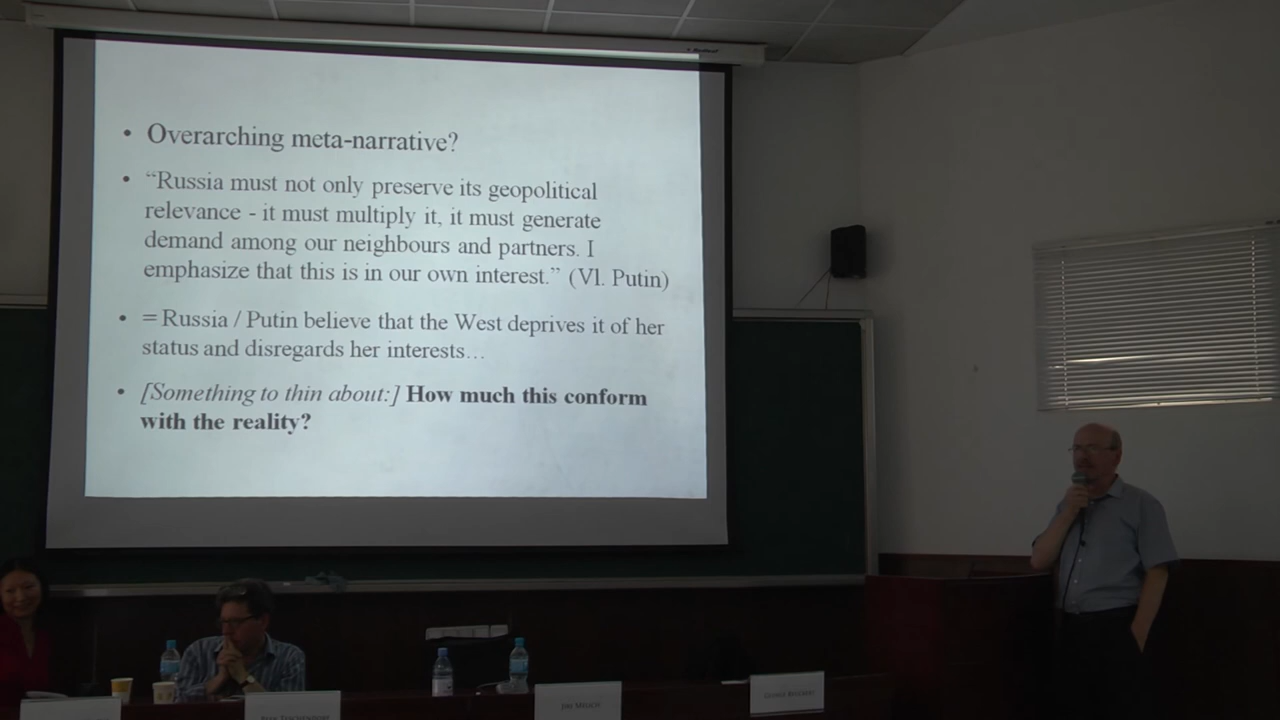 • Overarching meta-narrative?
• “Russia must not only preserve its geopolitical
relevance - it must multiply it, it must generate
demand among our neighbours and partners. I
emphasize that this is in our own interest.” (Vl. Putin)
• = Russia / Putin believe that the West deprives it of her
status and disregards her interests…
• [Something to thin about:] How much this conform
with the reality?